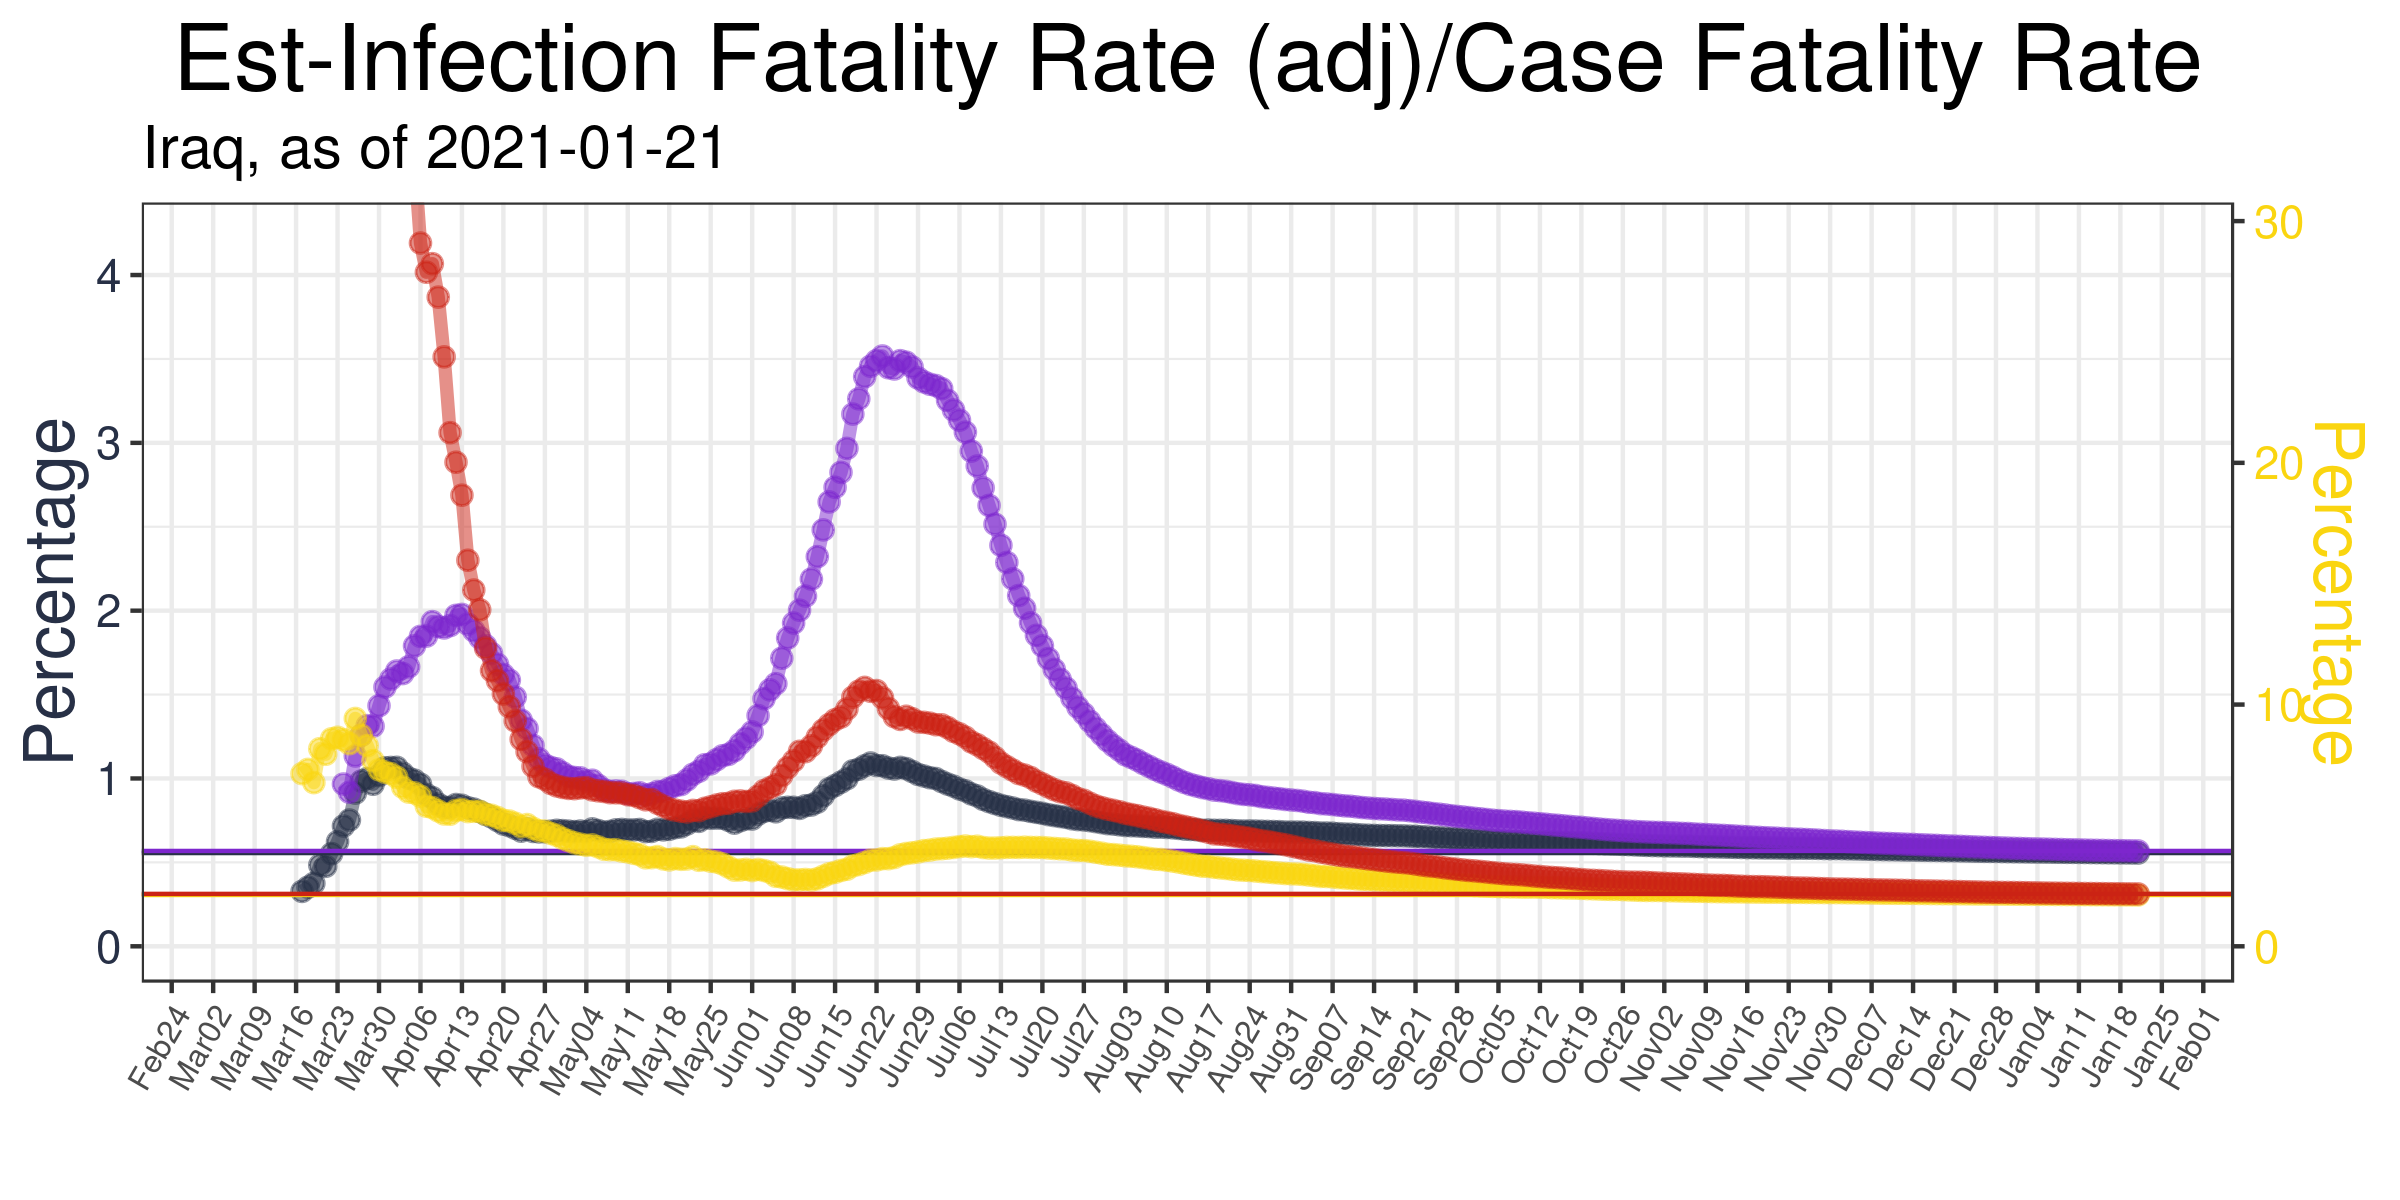 Est-Infection Fatality Rate (adj)/Case Fatality Rate
Iraq, as of 2021-01-21
Percentage
4
3
2
1
0
30
20
10
0
Percentage
Feb24 Mar02 Mar09 Mar16 Mar23 Mar30 Apr06 Apr13 Apr20 Apr27 May04 May11 May18 May25 Jun01 Jun08 Jun15 Jun22 Jun29 Jul06 Jul13 Jul20 Jul27 Aug03 Aug10 Aug17 Aug24 Aug31 Sep07 Sep14 Sep21 Sep28 Oct05 Oct12 Oct19 Oct26 Nov02 Nov09 Nov16 Nov23 Nov30 Dec07 Dec14 Dec21 Dec28 Jan04 Jan11 Jan18 Jan25 Feb01